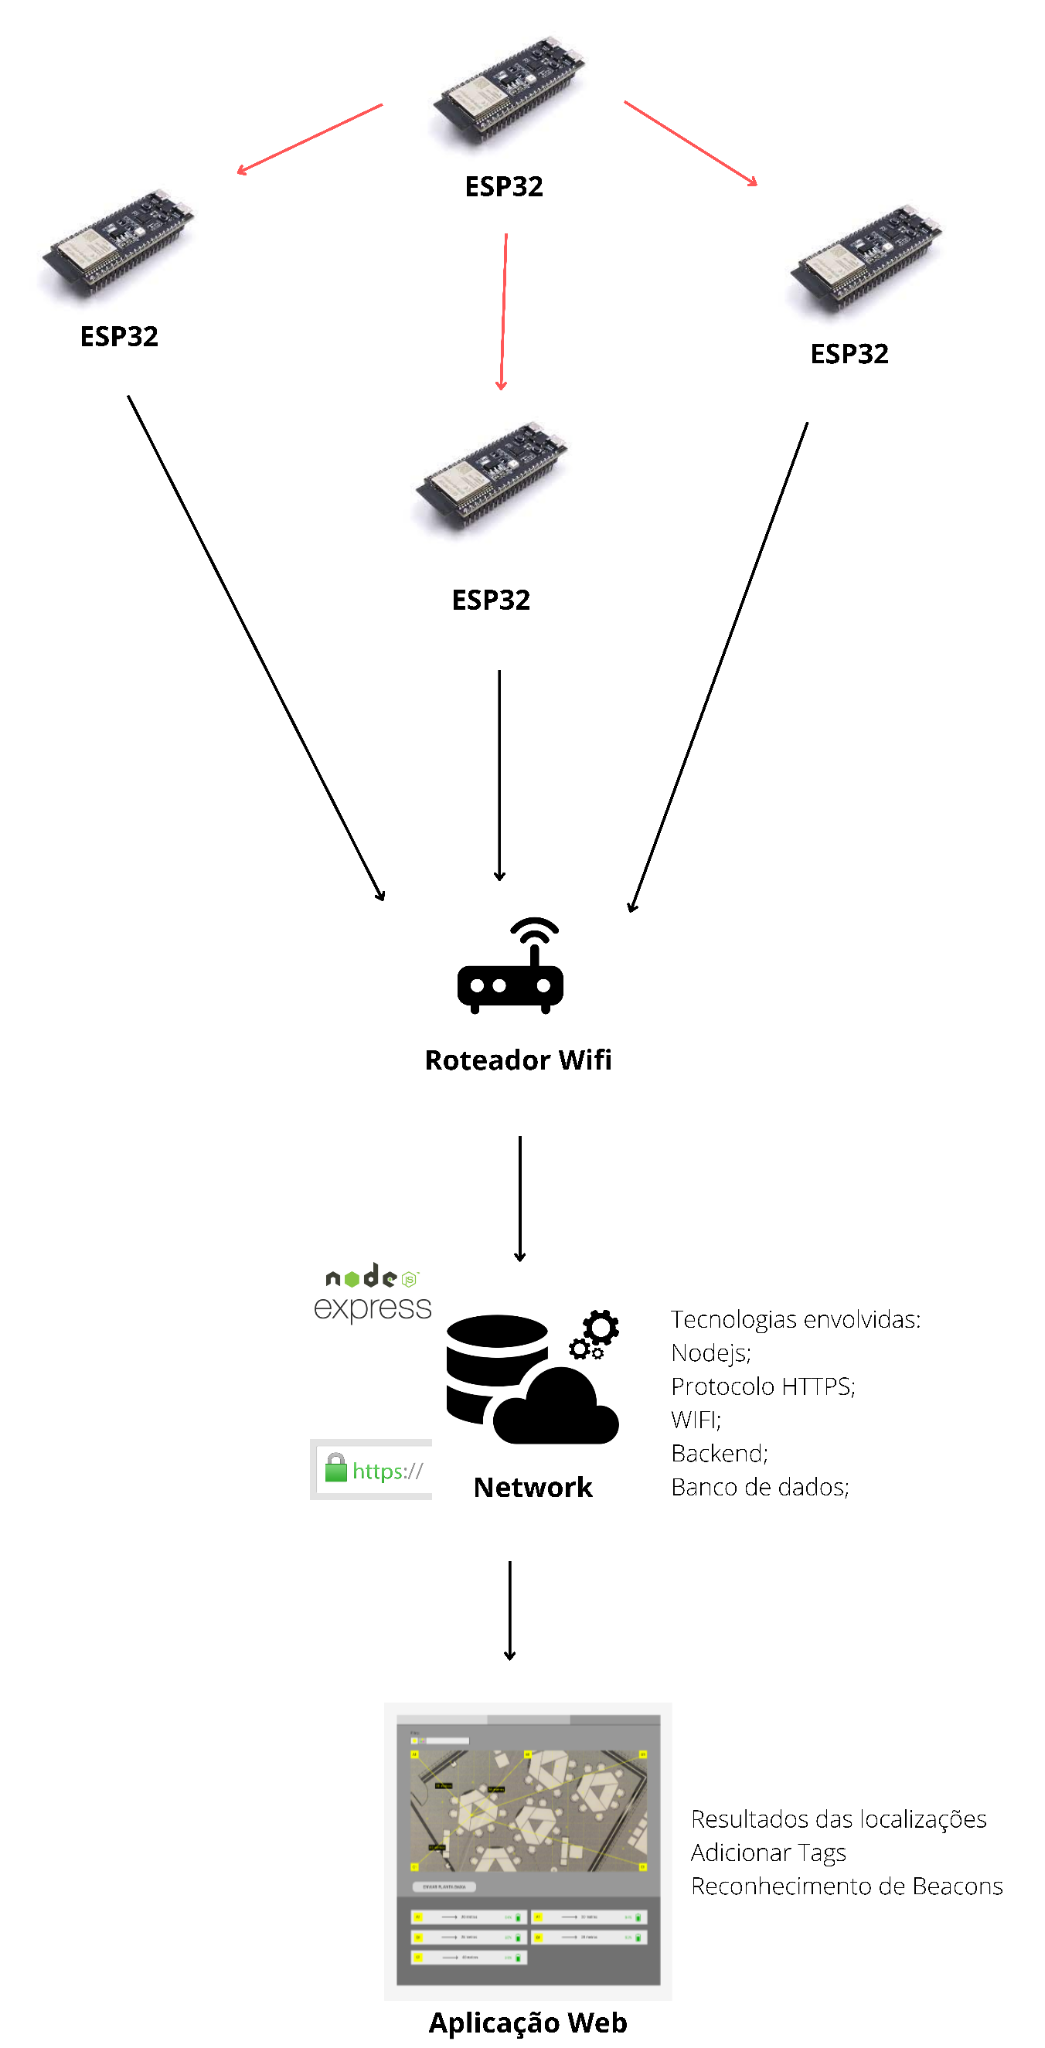 ESP32
ESP32
ESP32
ESP32
Roteador Wifi
node
JS
express
https://
Network
Tecnologias envolvidas:
Nodejs;
Protocolo HTTPS;
WIFI;
Backend;
Banco de dados;
Resultados das localizações
Adicionar Tags
Reconhecimento de Beacons
Aplicação Web